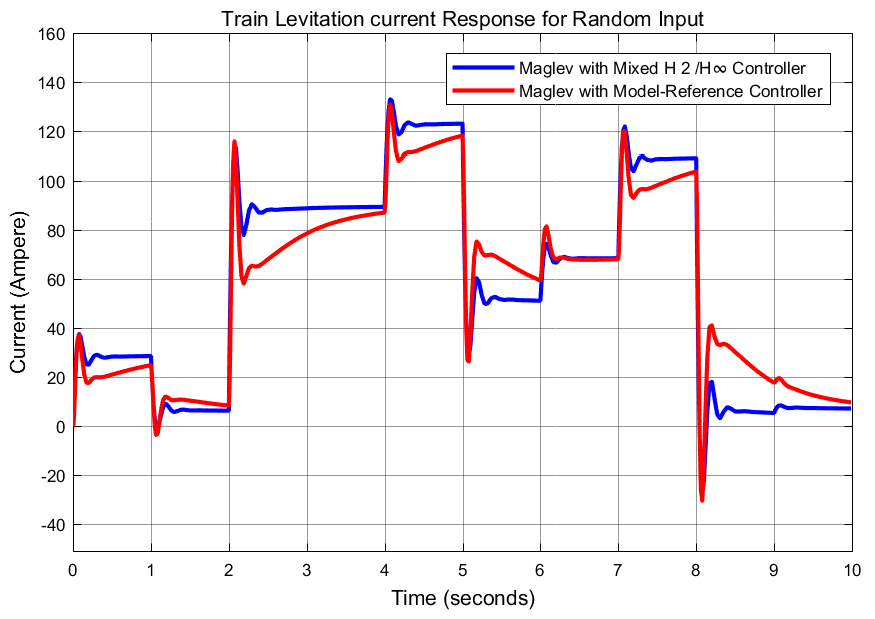 Train Levitation current Response for Random Input
Maglev with Mixed H 2 /H∞ Controller
Maglev with Model-Reference Controller
Current (Ampere)
160
140
120
100
80
60
40
20
0
-20
-40
0 1 2 3 4 5 6 7 8 9 10
Time (seconds)